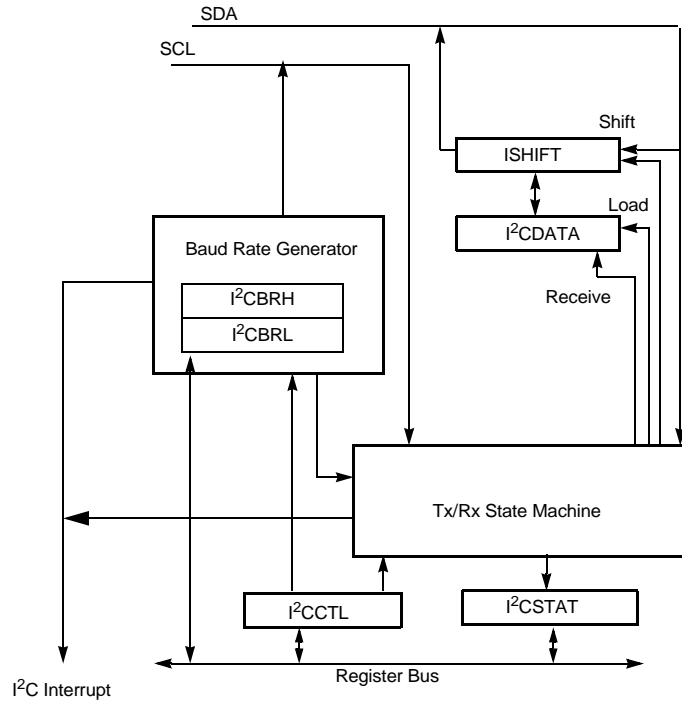 SDA
SCL
Shift
ISHIFT
Load
I²CDATA
Baud Rate Generator
I²CBRH
Receive
I²CBRL
Tx/Rx State Machine
I²CCTL
I²CSTAT
Register Bus
I²C Interrupt